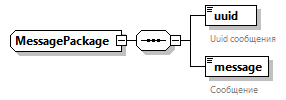 uuid
Uuid сообщения
MessagePackage
message
Сообщение